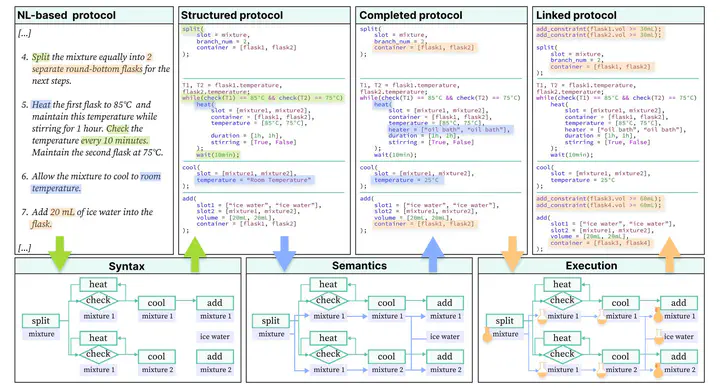 NL-based protocol
[...]
4. Split the mixture equally into 2
separate round-bottom flasks for the
next steps.
5. Heat the first flask to 85℃ and
maintain this temperature while
stirring for 1 hour. Check the
temperature every 10 minutes.
Maintain the second flask at 75℃.
6. Allow the mixture to cool to room
temperature.
7. Add 20 mL of ice water into the
flask.
[...]
Structured protocol
split(
slot = mixture,
branch_num = 2,
container = [flask1, flask2]
);
T1, T2 = flask1.temperature,
flask2.temperature;
while(check(T1) == 85℃ && check(T2) == 75℃)
heat(
slot = [mixture1, mixture2],
container = [flask1, flask2],
temperature = [85℃, 75℃],
duration = [1h, 1h],
stirring = [True, False]
);
wait(10min);
cool(
slot = [mixture1, mixture2],
temperature = "Room Temperature"
);
add(
slot1 = ["ice water", "ice water"],
slot2 = [mixture1, mixture2],
volume = [20mL, 20mL],
container = [flask1, flask2]
);
Completed protocol
split(
slot = mixture,
branch_num = 2,
container = [flask1, flask2]
);
T1, T2 = flask1.temperature,
flask2.temperature;
while(check(T1) == 85℃ && check(T2) == 75℃)
heat(
slot = [mixture1, mixture2],
container = [flask1, flask2],
temperature = [85℃, 75℃],
heater = ["oil bath", "oil bath"],
duration = [1h, 1h],
stirring = [True, False]
);
wait(10min);
cool(
slot = [mixture1, mixture2],
temperature = 25℃
);
add(
slot1 = ["ice water", "ice water"],
slot2 = [mixture1, mixture2],
volume = [20mL, 20mL],
container = [flask1, flask2]
);
Linked protocol
add_constraint(flask1.vol >= 30mL);
add_constraint(flask2.vol >= 30mL);
split(
slot = mixture,
branch_num = 2,
container = [flask1, flask2]
);
T1, T2 = flask1.temperature,
flask2.temperature;
while(check(T1) == 85℃ && check(T2) == 75℃)
heat(
slot = [mixture1, mixture2],
container = [flask1, flask2],
temperature = [85℃, 75℃],
heater = ["oil bath", "oil bath"],
duration = [1h, 1h],
stirring = [True, False]
);
wait(10min);
cool(
slot = [mixture1, mixture2],
temperature = 25℃
);
add_constraint(flask3.vol >= 60mL);
add_constraint(flask4.vol >= 60mL);
add(
slot1 = ["ice water", "ice water"],
slot2 = [mixture1, mixture2],
volume = [20mL, 20mL],
container = [flask3, flask4]
);
Syntax
heat
check
cool
add
mixture 1
mixture 1
mixture 1
split
mixture
ice water
heat
check
cool
add
mixture 2
mixture 2
mixture 2
Semantics
heat
check
cool
add
mixture 1
mixture 1
mixture 1
split
mixture
ice water
heat
check
cool
add
mixture 2
mixture 2
mixture 2
Execution
heat
check
cool
add
mixture 1
mixture 1
mixture 1
split
mixture
ice water
heat
check
cool
add
mixture 2
mixture 2
mixture 2